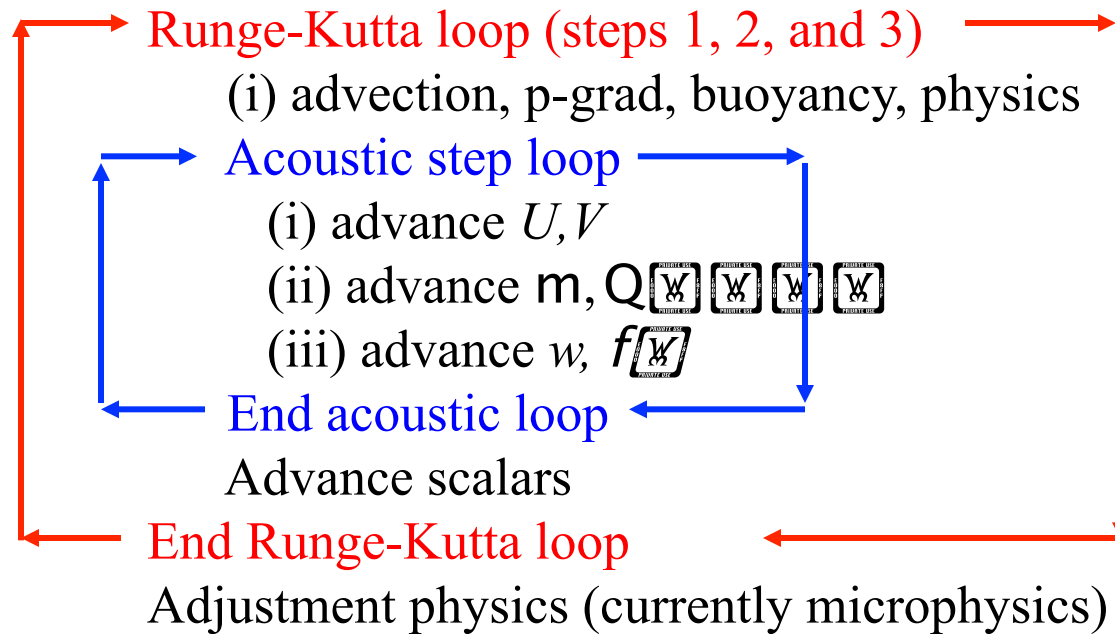 Runge-Kutta loop (steps 1, 2, and 3)
(i) advection, p-grad, buoyancy, physics
Acoustic step loop
(i) advance U,V
(ii) advance m, Q
(iii) advance w, f
End acoustic loop
Advance scalars
End Runge-Kutta loop
Adjustment physics (currently microphysics)